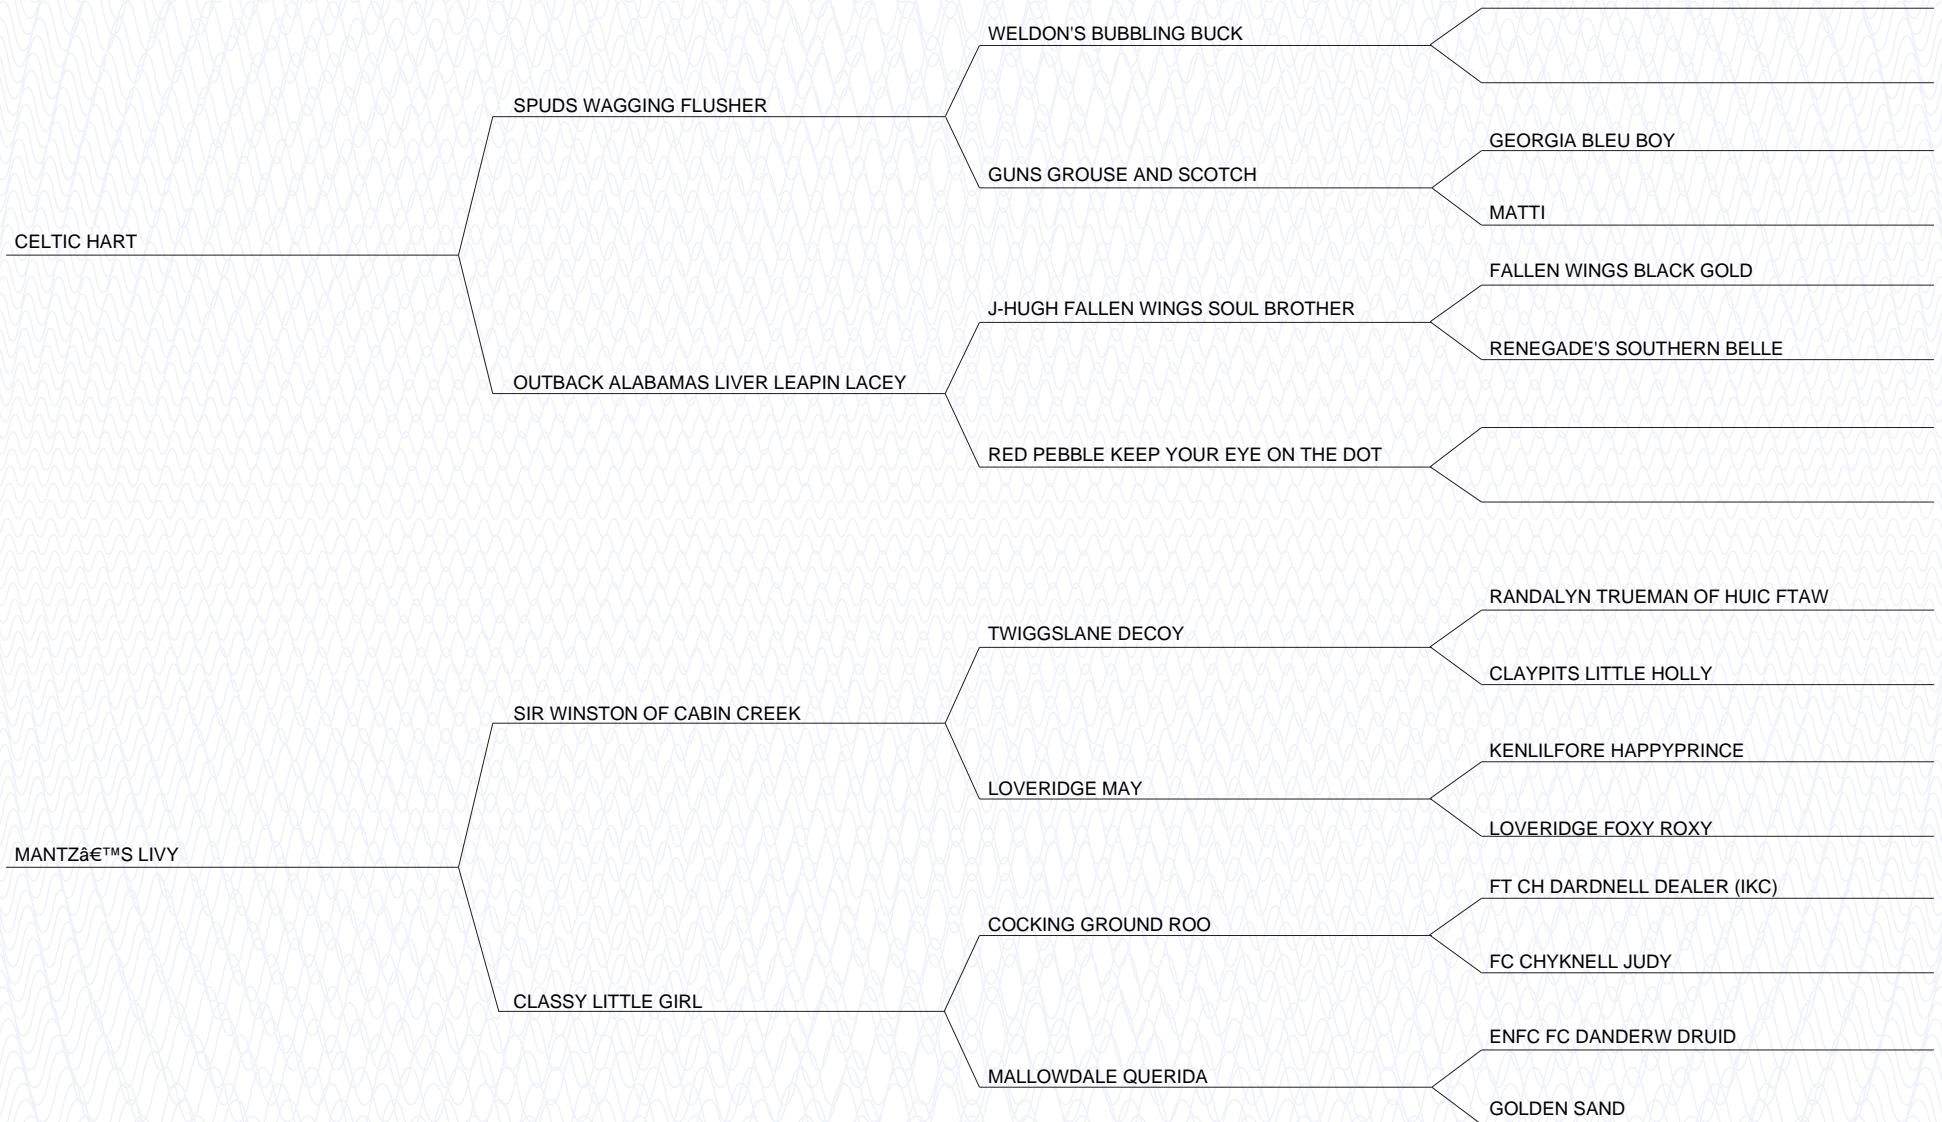 WELDON'S BUBBLING BUCK
SPUDS WAGGING FLUSHER
GEORGIA BLEU BOY
GUNS GROUSE AND SCOTCH
MATTI
CELTIC HART
FALLEN WINGS BLACK GOLD
J-HUGH FALLEN WINGS SOUL BROTHER
RENEGADE'S SOUTHERN BELLE
OUTBACK ALABAMAS LIVER LEAPIN LACEY
RED PEBBLE KEEP YOUR EYE ON THE DOT
RANDALYN TRUEMAN OF HUIC FTAW
TWIGGSLANE DECOY
CLAYPITS LITTLE HOLLY
SIR WINSTON OF CABIN CREEK
KENLILFORE HAPPYPRINCE
LOVERIDGE MAY
LOVERIDGE FOXY ROXY
MANTZâ€™S LIVY
FT CH DARDNELL DEALER (IKC)
COCKING GROUND ROO
FC CHYKNELL JUDY
CLASSY LITTLE GIRL
ENFC FC DANDERW DRUID
MALLOWDALE QUERIDA
GOLDEN SAND